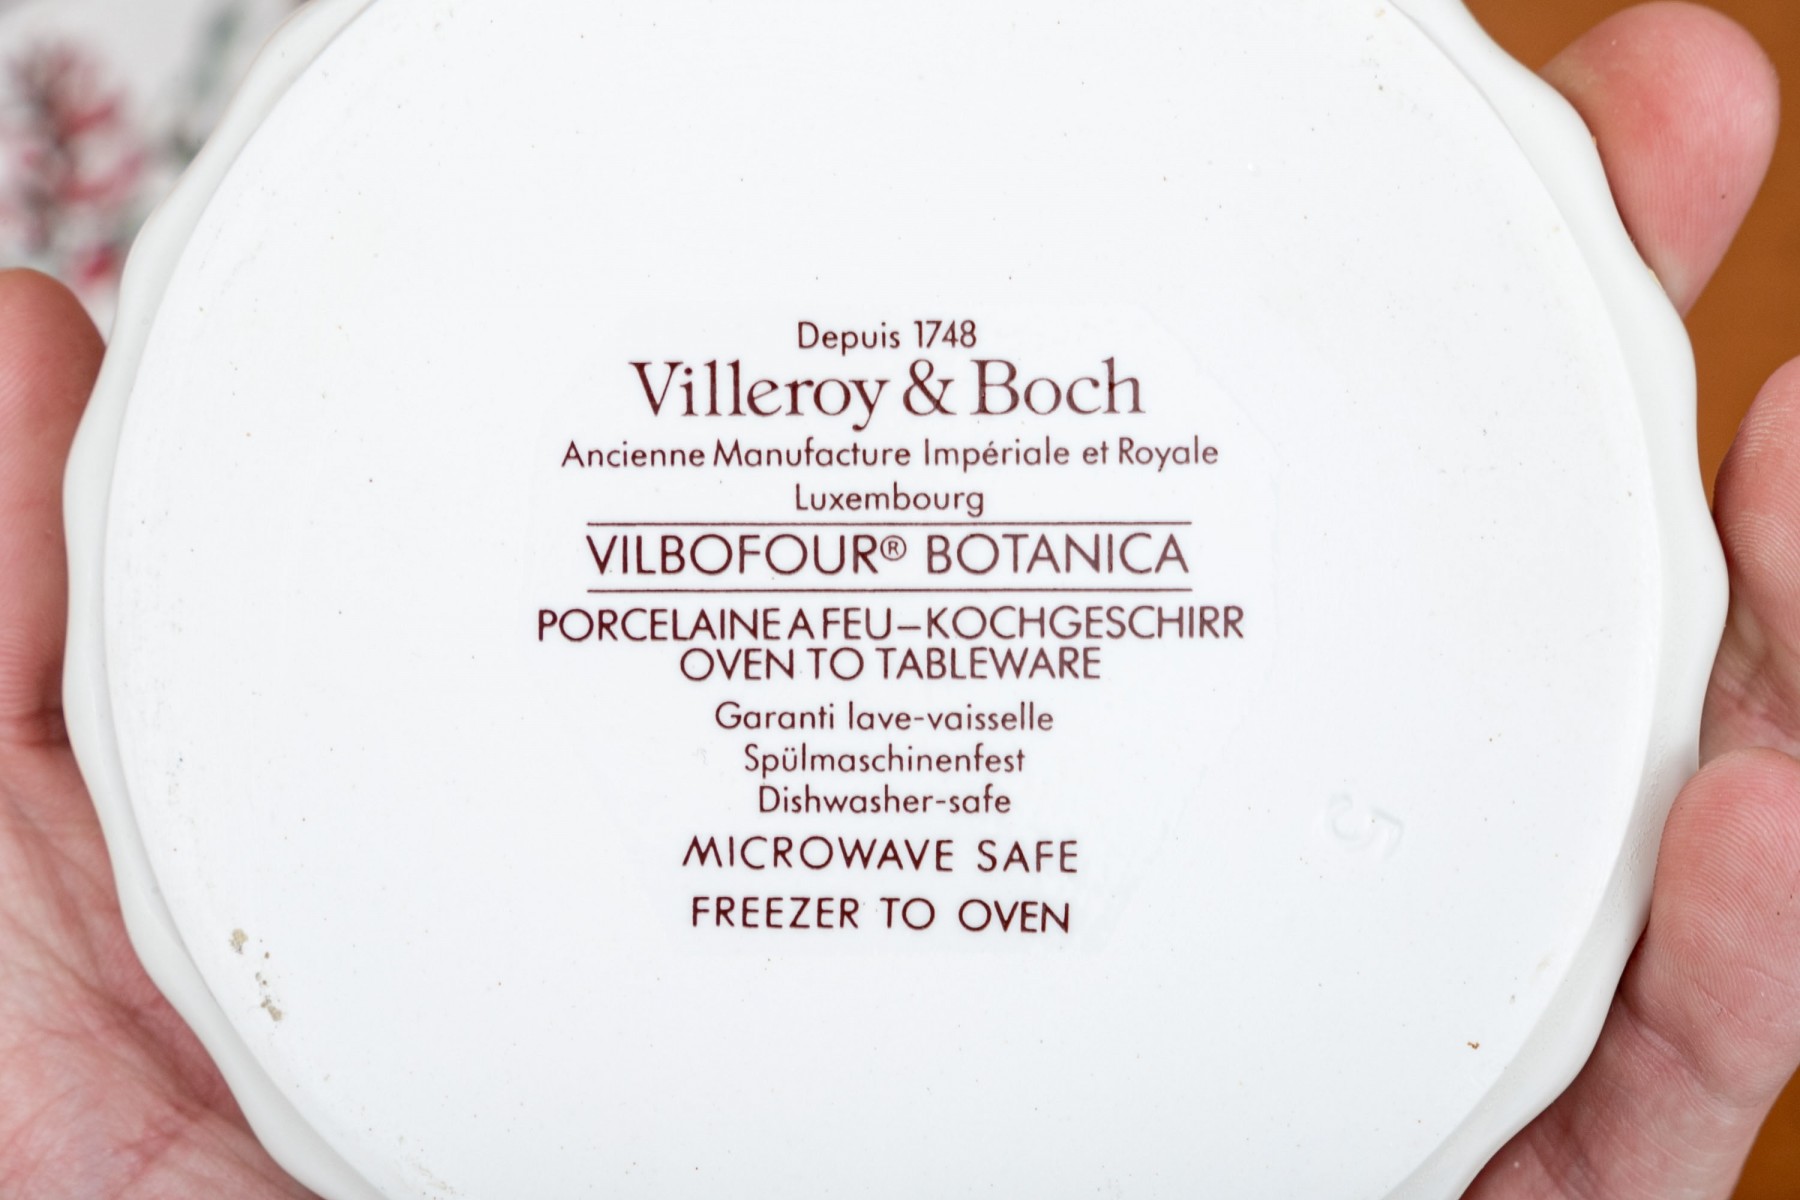 Depuis 1748
Villeroy & Boch
Ancienne Manufacture Impériale et Royale
Luxembourg
VILBOFOUR® BOTANICA
PORCELAINE A FEU–KOCHGESCHIRR
OVEN TO TABLEWARE
Garanti lave-vaisselle
Spülmaschinenfest
Dishwasher-safe
MICROWAVE SAFE
FREEZER TO OVEN
5